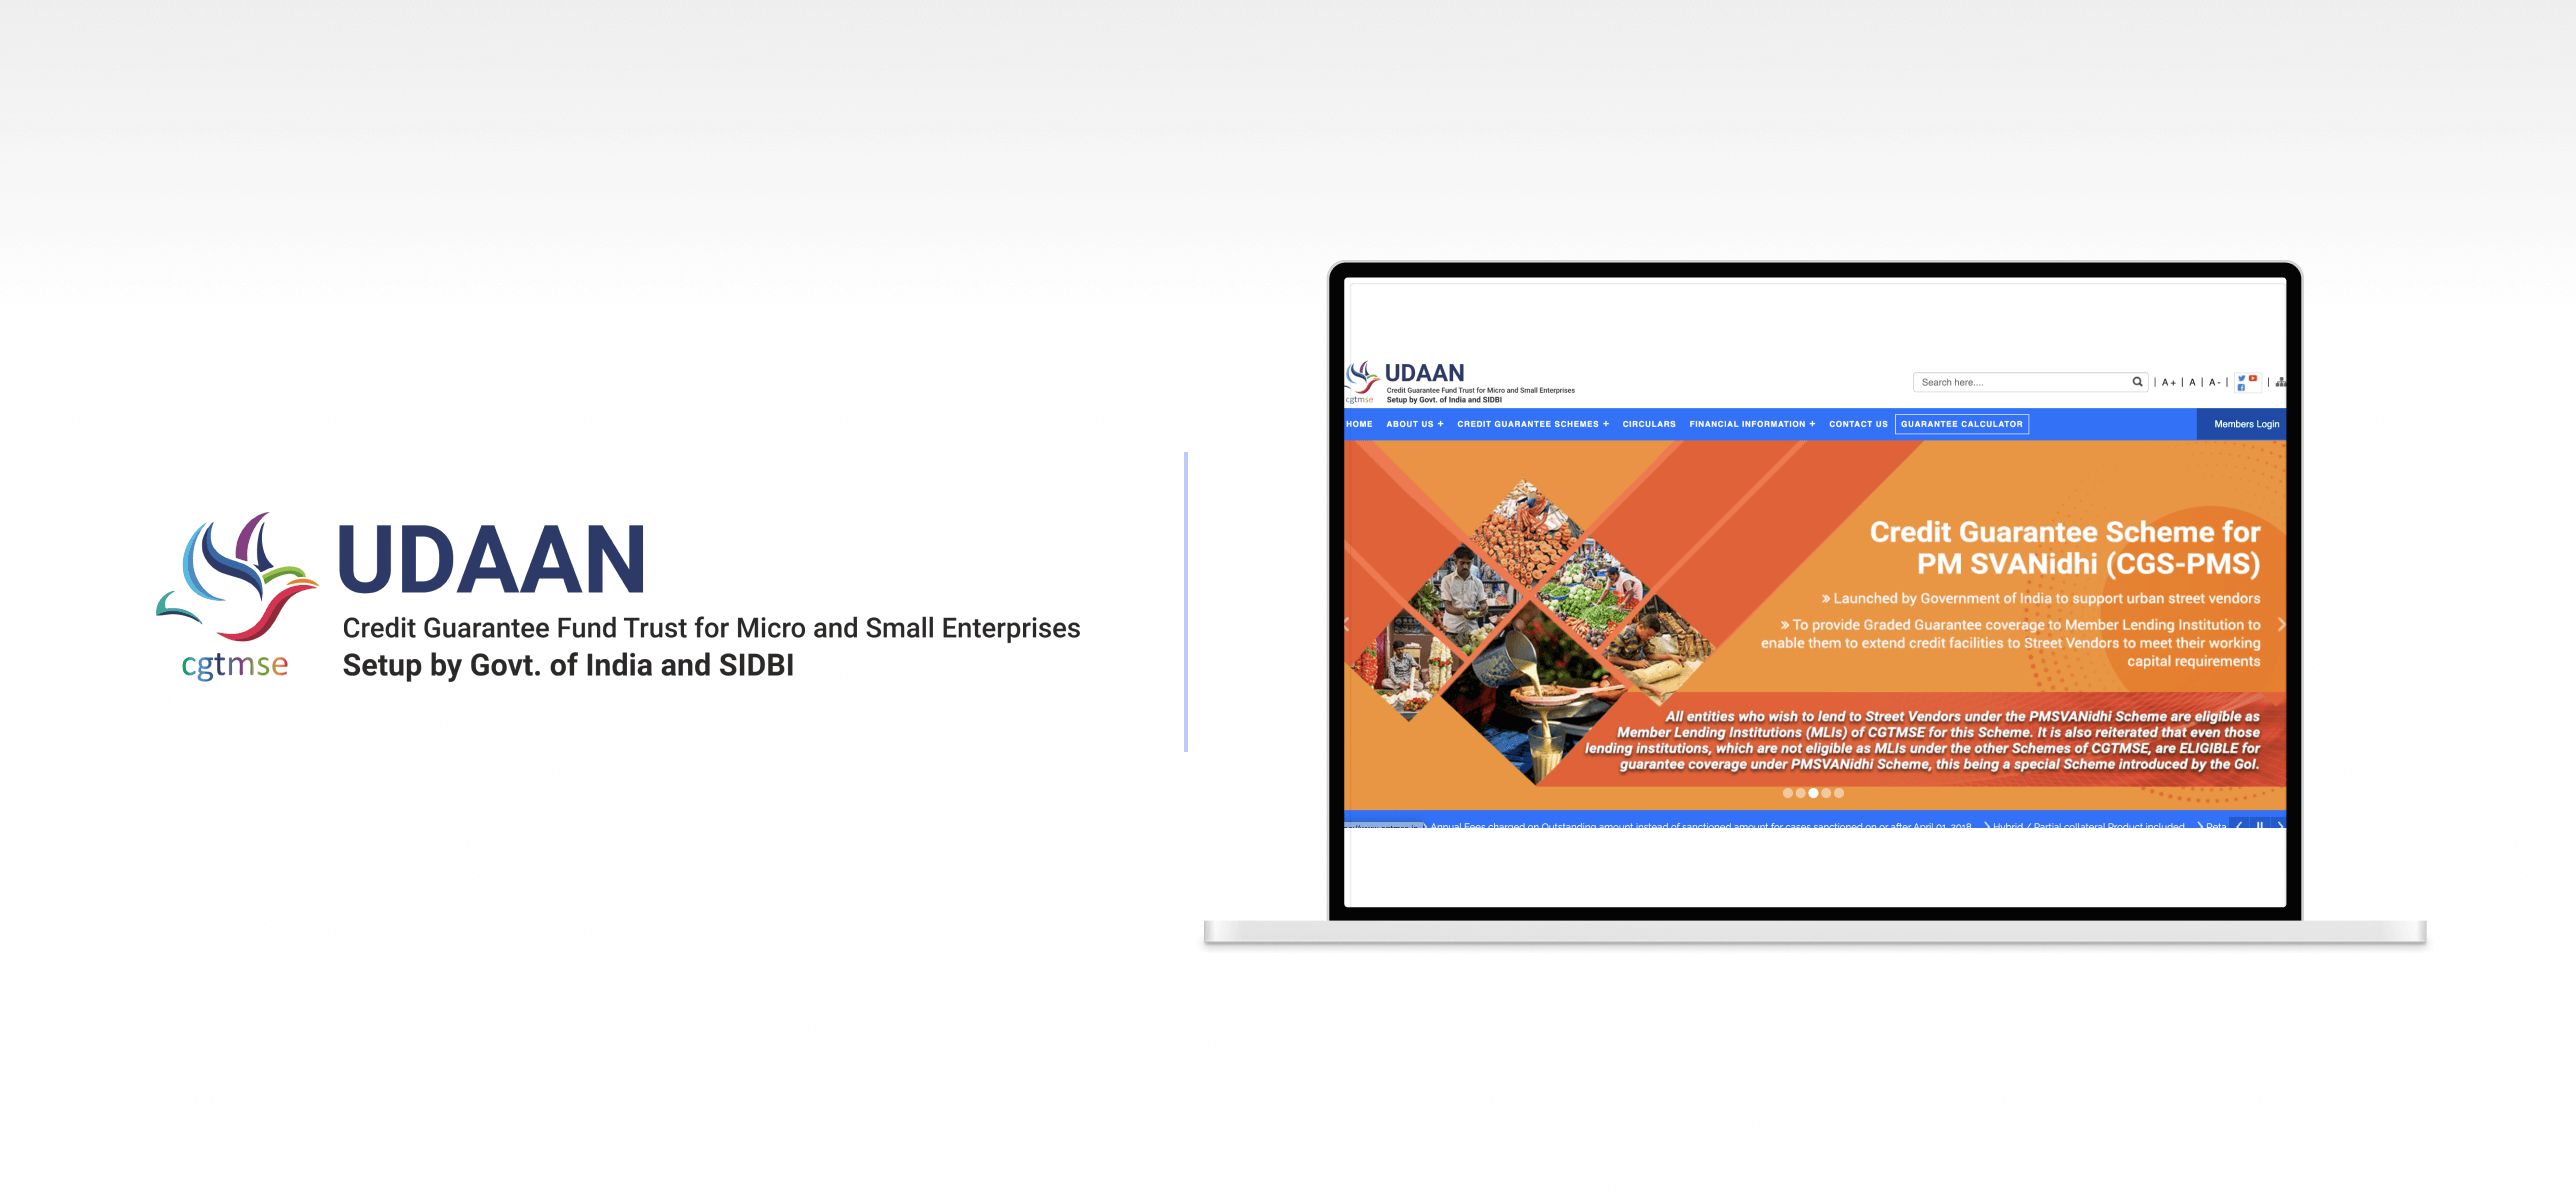 UDAAN
Credit Guarantee Fund Trust for Micro and Small Enterprises
Setup by Govt. of India and SIDBI
cgtmse
UDAAN
Credit Guarantee Fund Trust for Micro and Small Enterprises
Setup by Govt. of India and SIDBI
cgtmse
Search here....
| A+ | A | A- | |
HOME ABOUT US + CREDIT GUARANTEE SCHEMES + CIRCULARS FINANCIAL INFORMATION + CONTACT US GUARANTEE CALCULATOR Members Login
Credit Guarantee Scheme for
PM SVANidhi (CGS-PMS)
» Launched by Government of India to support urban street vendors
» To provide Graded Guarantee coverage to Member Lending Institution to
enable them to extend credit facilities to Street Vendors to meet their working
capital requirements
All entities who wish to lend to Street Vendors under the PMSVANidhi Scheme are eligible as
Member Lending Institutions (MLIs) of CGTMSE for this Scheme. It is also reiterated that even those
lending institutions, which are not eligible as MLIs under the other Schemes of CGTMSE, are ELIGIBLE for
guarantee coverage under PMSVANidhi Scheme, this being a special Scheme introduced by the GoI.
Annual Fees charged on Outstanding amount instead of sanctioned amount for cases sanctioned on or after April 01, 2018 Hybrid / Partial collateral Product included Reta